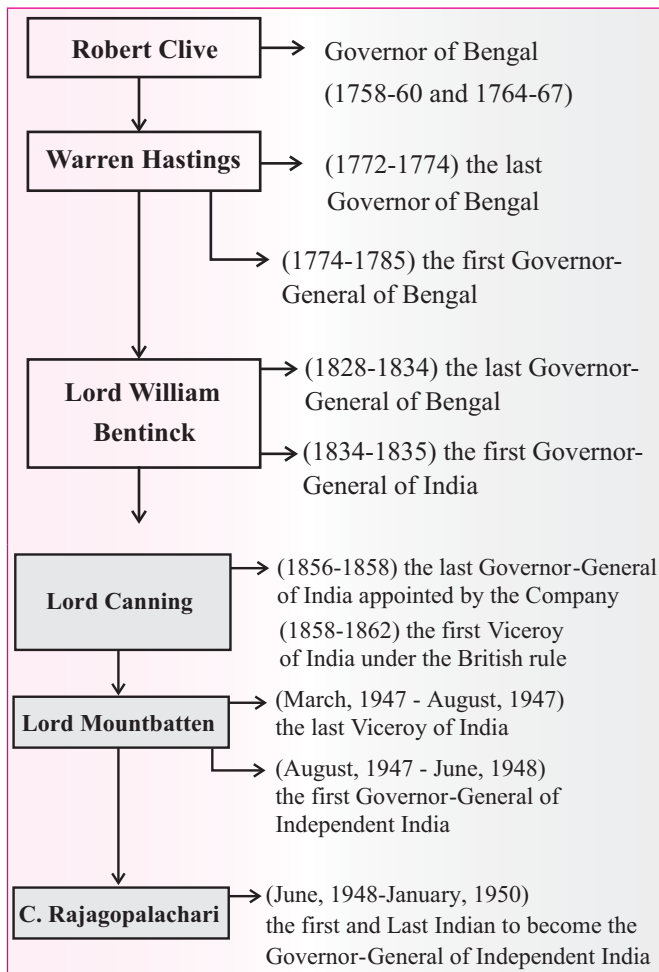 Robert Clive
Governor of Bengal
(1758-60 and 1764-67)
Warren Hastings
(1772-1774) the last
Governor of Bengal
(1774-1785) the first Governor-
General of Bengal
Lord William
Bentinck
(1828-1834) the last Governor-
General of Bengal
(1834-1835) the first Governor-
General of India
Lord Canning
(1856-1858) the last Governor-General
of India appointed by the Company
(1858-1862) the first Viceroy
of India under the British rule
Lord Mountbatten
(March, 1947 - August, 1947)
the last Viceroy of India
(August, 1947 - June, 1948)
the first Governor-General of
Independent India
C. Rajagopalachari
(June, 1948-January, 1950)
the first and Last Indian to become the
Governor-General of Independent India